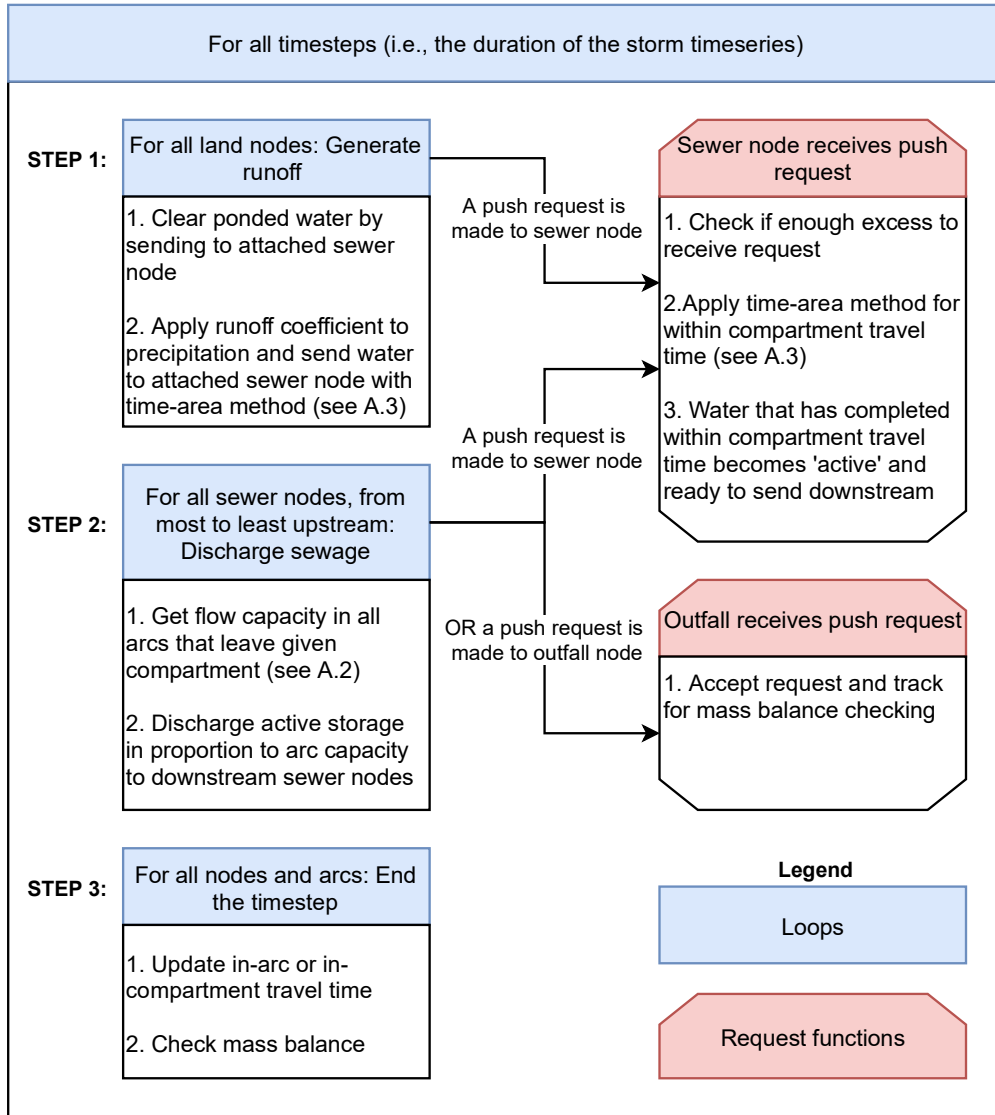 For all timesteps (i.e., the duration of the storm timeseries)
STEP 1:
For all land nodes: Generate
runoff
1. Clear ponded water by
sending to attached sewer
node
2. Apply runoff coefficient to
precipitation and send water
to attached sewer node with
time-area method (see A.3)
A push request is
made to sewer node
Sewer node receives push
request
1. Check if enough excess to
receive request
2.Apply time-area method for
within compartment travel
time (see A.3)
3. Water that has completed
within compartment travel
time becomes 'active' and
ready to send downstream
STEP 2:
For all sewer nodes, from
most to least upstream:
Discharge sewage
1. Get flow capacity in all
arcs that leave given
compartment (see A.2)
2. Discharge active storage
in proportion to arc capacity
to downstream sewer nodes
A push request is
made to sewer node
OR a push request is
made to outfall node
Outfall receives push request
1. Accept request and track
for mass balance checking
STEP 3:
For all nodes and arcs: End
the timestep
1. Update in-arc or in-
compartment travel time
2. Check mass balance
Legend
Loops
Request functions